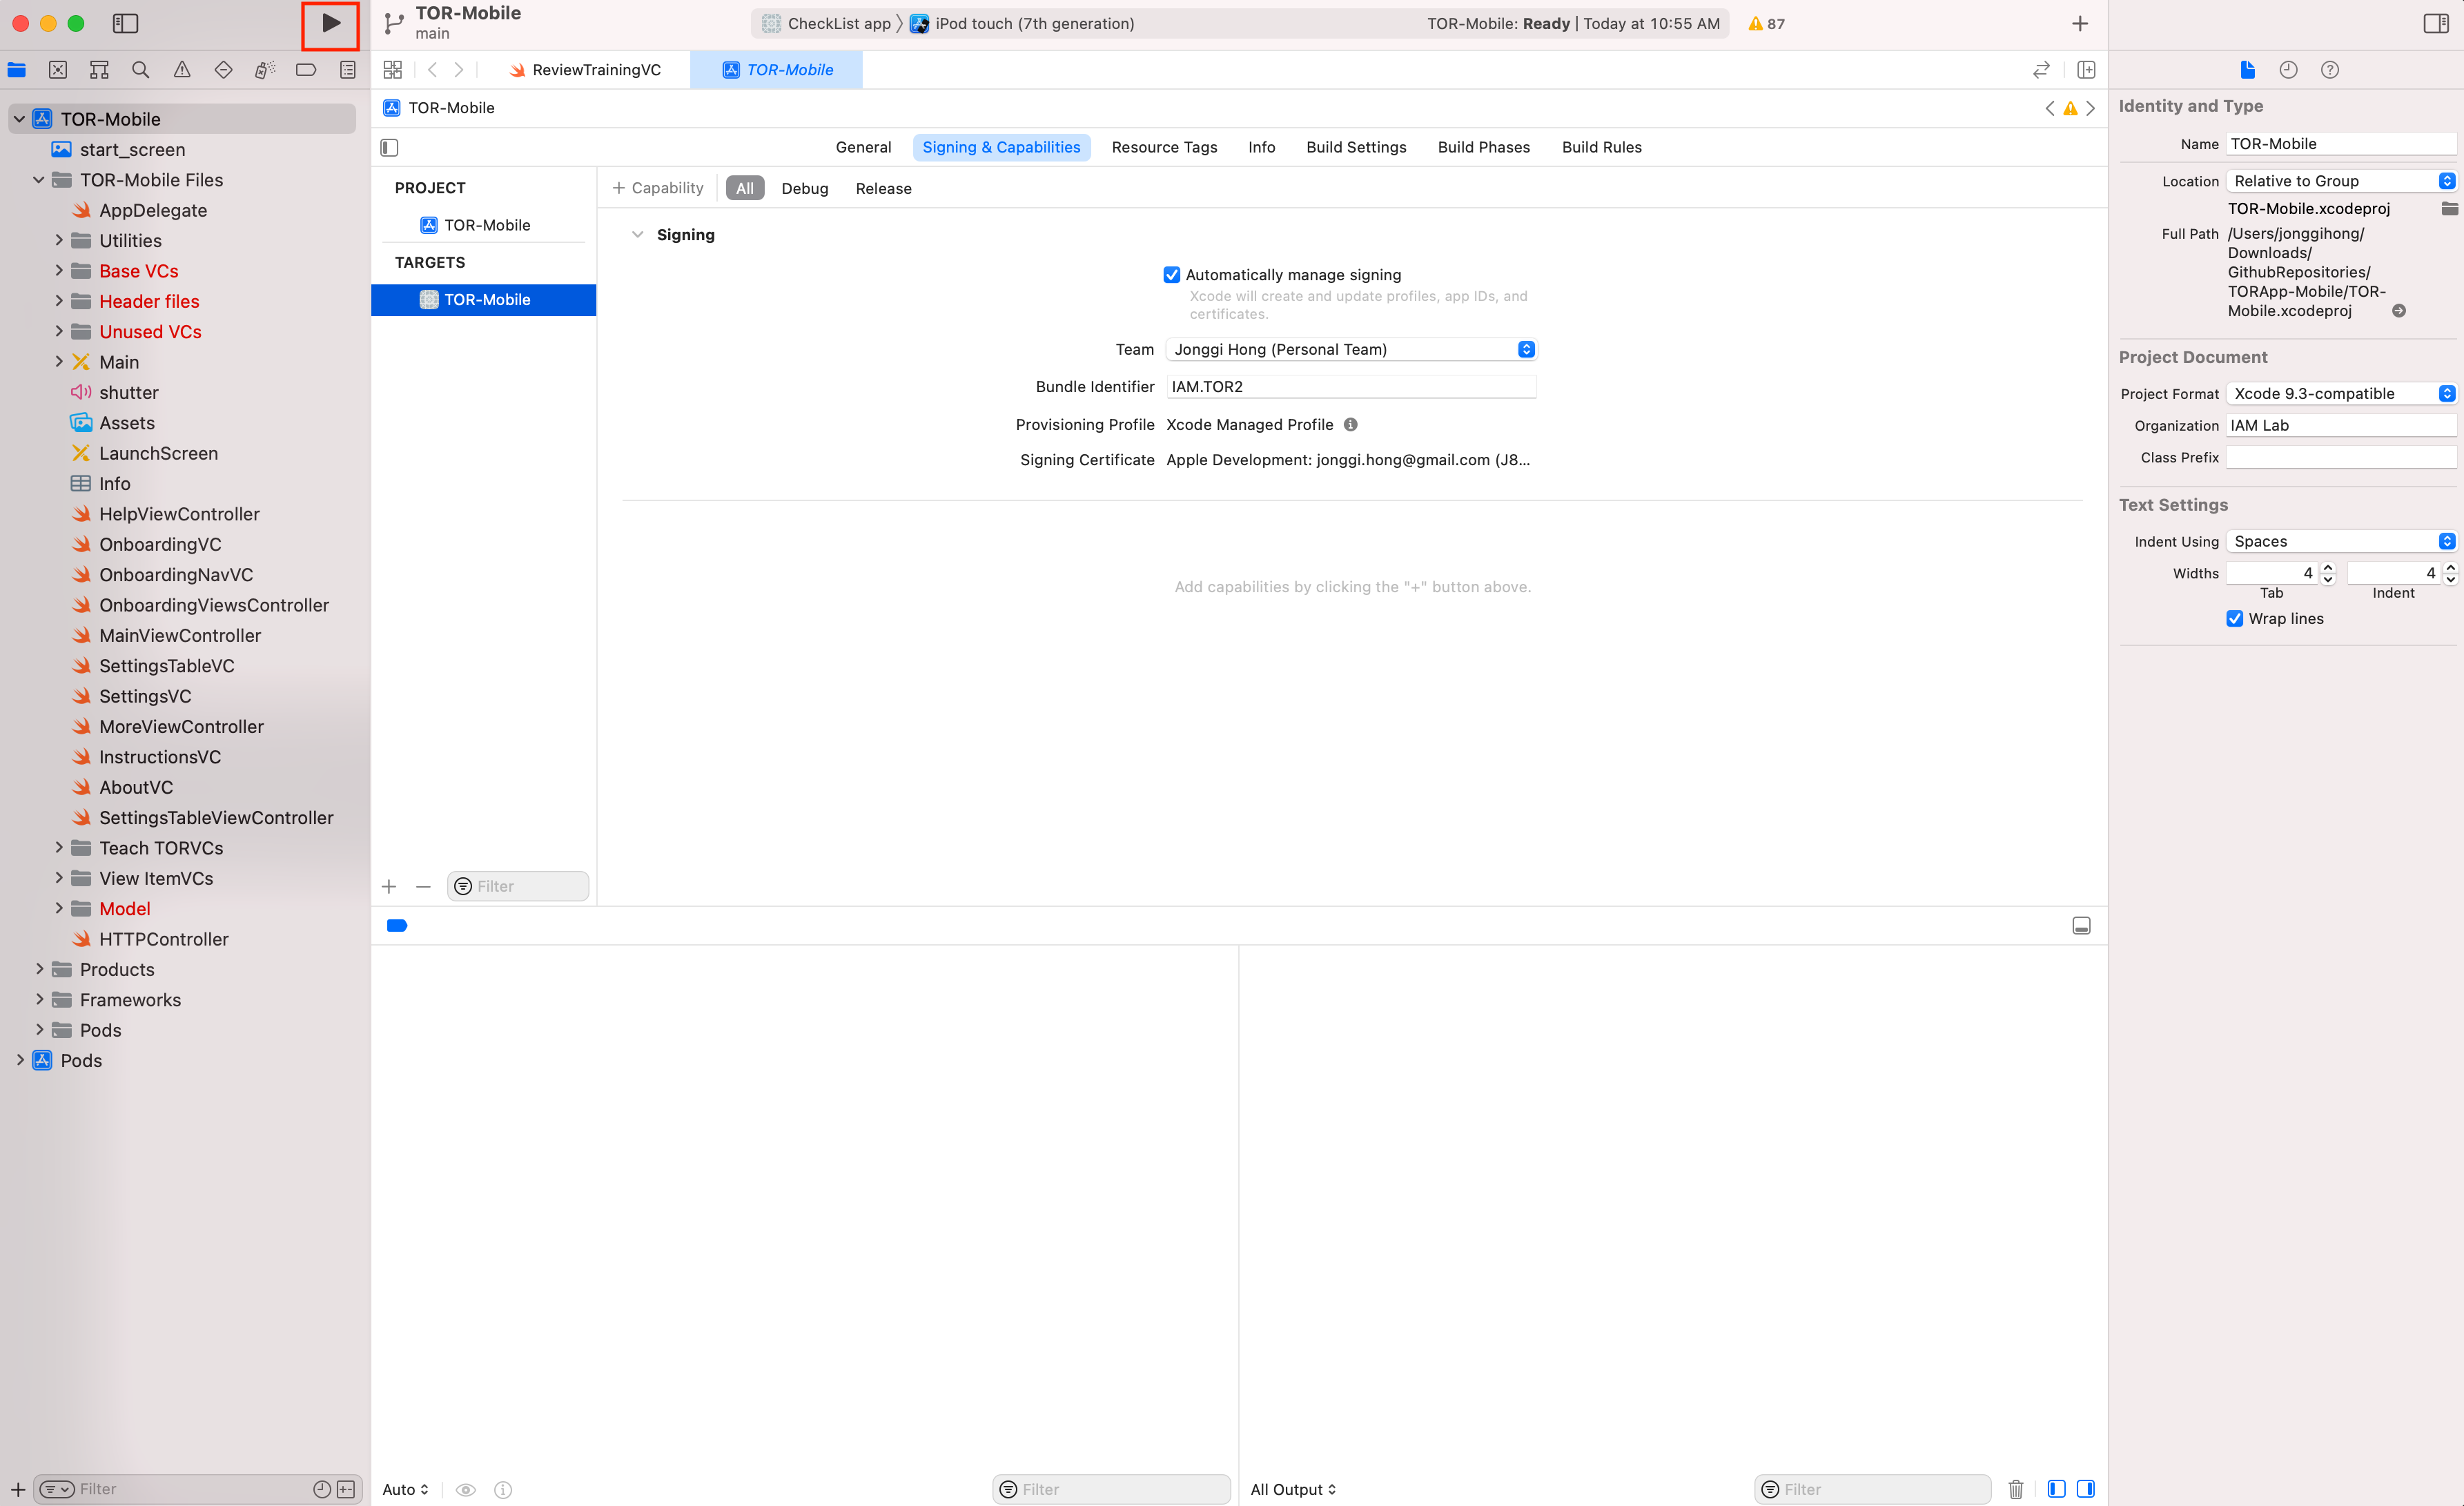 TOR-Mobile
main
CheckList app
iPod touch (7th generation)
TOR-Mobile: Ready | Today at 10:55 AM
87
ReviewTrainingVC
TOR-Mobile
TOR-Mobile
General
Signing & Capabilities
Resource Tags
Info
Build Settings
Build Phases
Build Rules
TOR-Mobile
start_screen
TOR-Mobile Files
AppDelegate
Utilities
Base VCs
Header files
Unused VCs
Main
shutter
Assets
LaunchScreen
Info
HelpViewController
OnboardingVC
OnboardingNavVC
OnboardingViewsController
MainViewController
SettingsTableVC
SettingsVC
MoreViewController
InstructionsVC
AboutVC
SettingsTableViewController
Teach TORVCs
View ItemVCs
Model
HTTPController
Products
Frameworks
Pods
Pods
Filter
PROJECT
TOR-Mobile
TARGETS
TOR-Mobile
Filter
+ Capability
All
Debug
Release
Signing
Automatically manage signing
Xcode will create and update profiles, app IDs, and
certificates.
Team Jonggi Hong (Personal Team)
Bundle Identifier IAM.TOR2
Provisioning Profile Xcode Managed Profile
Signing Certificate Apple Development: jonggi.hong@gmail.com (J8...
Add capabilities by clicking the "+" button above.
Auto
Filter
All Output
Filter
Identity and Type
Name TOR-Mobile
Location Relative to Group
TOR-Mobile.xcodeproj
Full Path /Users/jonggihong/
Downloads/
GithubRepositories/
TORApp-Mobile/TOR-
Mobile.xcodeproj
Project Document
Project Format Xcode 9.3-compatible
Organization IAM Lab
Class Prefix
Text Settings
Indent Using Spaces
Widths 4 4
Tab Indent
Wrap lines